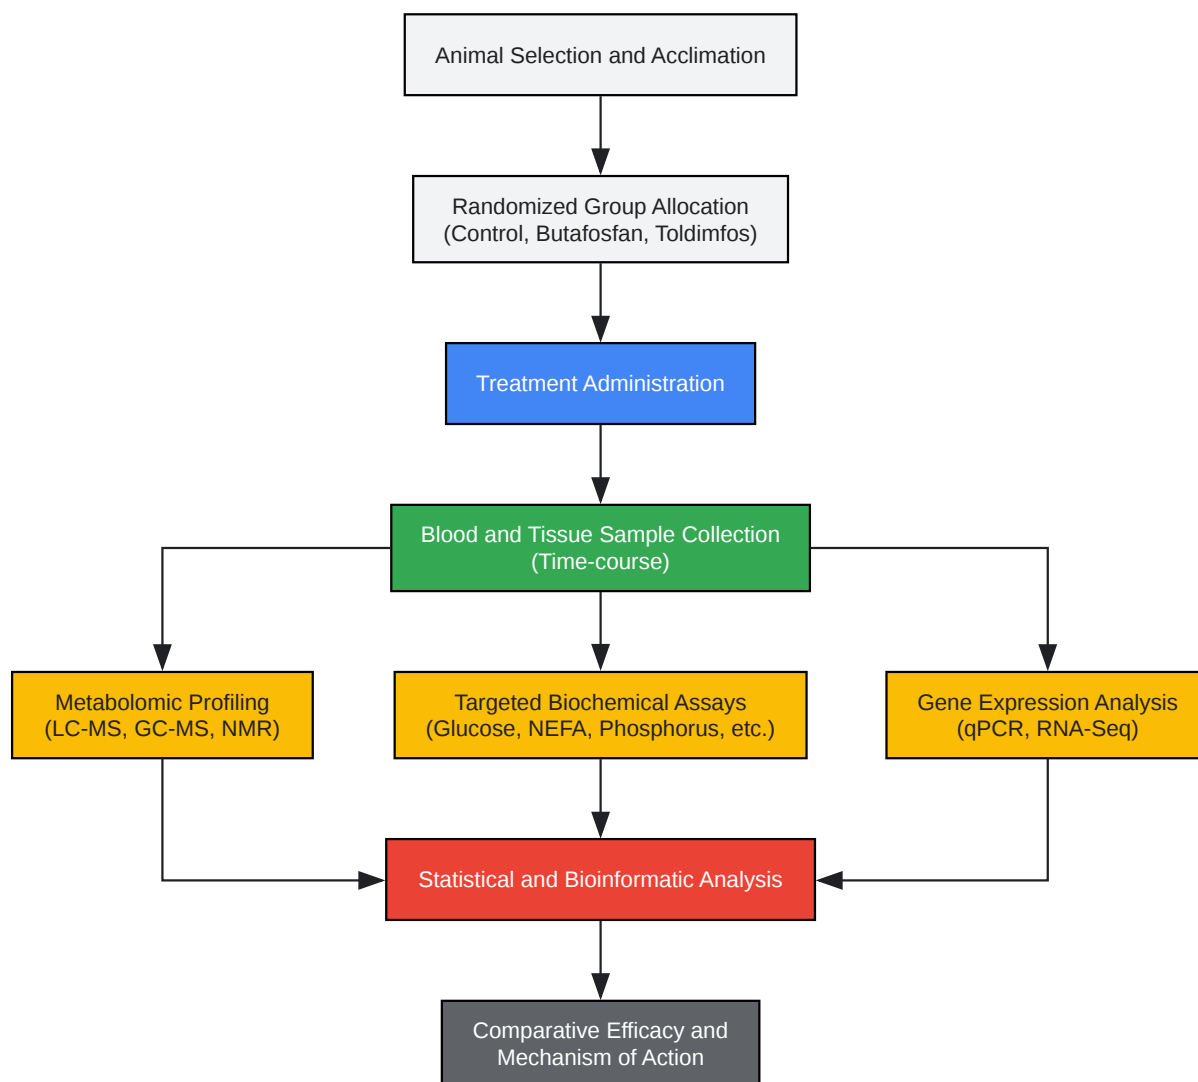 Animal Selection and Acclimation
Randomized Group Allocation
(Control, Butafosfan, Toldimfos)
Treatment Administration
Blood and Tissue Sample Collection
(Time-course)
Metabolomic Profiling
(LC-MS, GC-MS, NMR)
Targeted Biochemical Assays
(Glucose, NEFA, Phosphorus, etc.)
Gene Expression Analysis
(qPCR, RNA-Seq)
Statistical and Bioinformatic Analysis
Comparative Efficacy and
Mechanism of Action